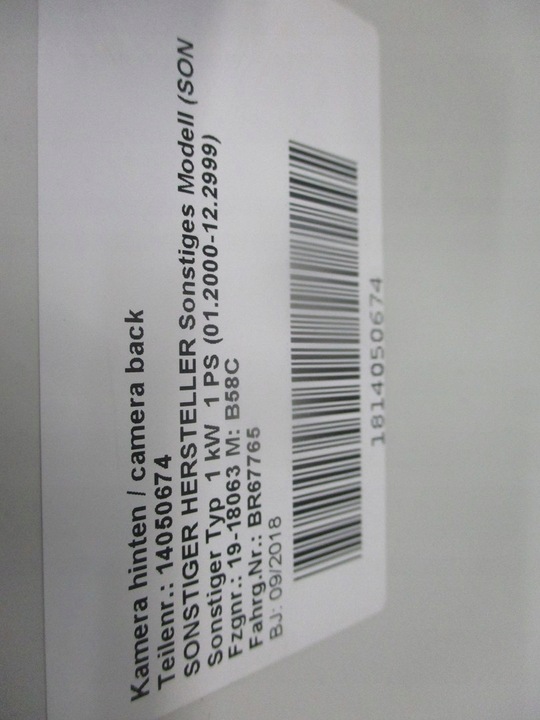 Kamera hinten / camera back
Teilenr.: 14050674
SONSTIGER HERSTELLER Sonstiges Modell (SON
Sonstiger Typ 1 kW 1 PS (01.2000-12.2999)
Fzgnr.: 19-18063 M: B58C
Fahrg.Nr.: BR67765
BJ: 09/2018
1814050674